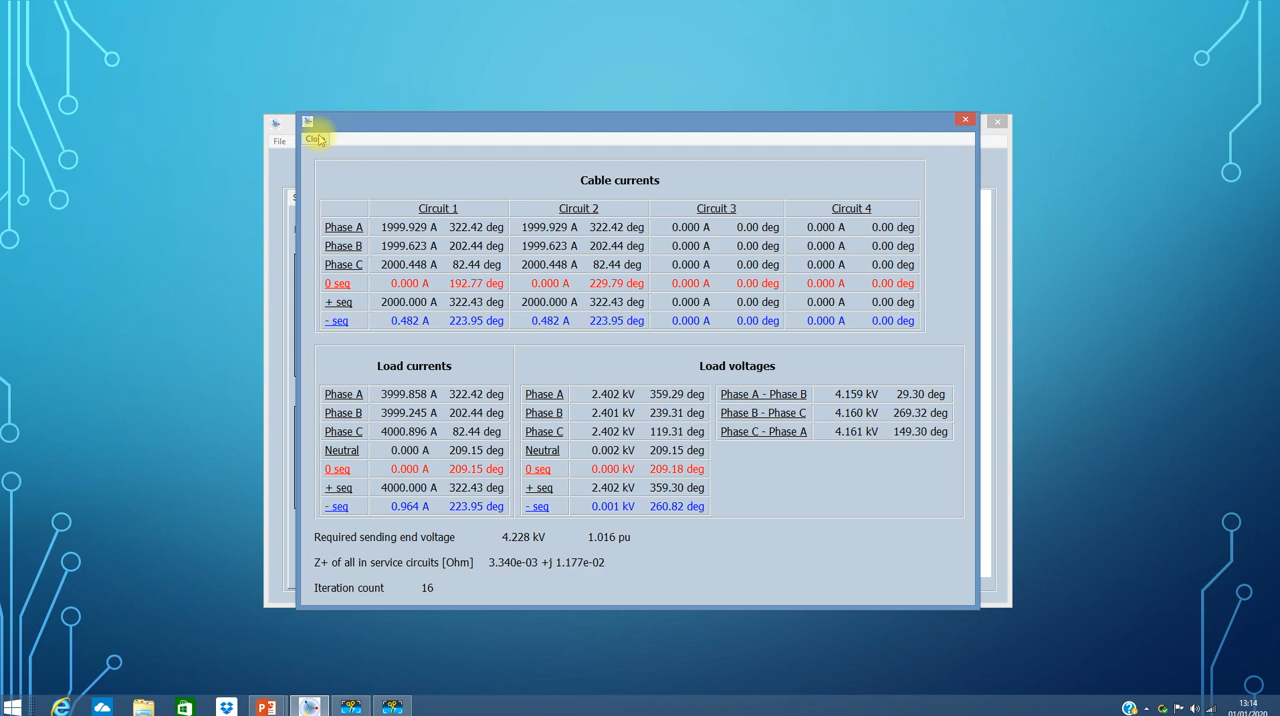 Close
File
Cable currents
Circuit 1 Circuit 2 Circuit 3 Circuit 4
Phase A 1999.929 A 322.42 deg 1999.929 A 322.42 deg 0.000 A 0.00 deg 0.000 A 0.00 deg
Phase B 1999.623 A 202.44 deg 1999.623 A 202.44 deg 0.000 A 0.00 deg 0.000 A 0.00 deg
Phase C 2000.448 A 82.44 deg 2000.448 A 82.44 deg 0.000 A 0.00 deg 0.000 A 0.00 deg
0 seq 0.000 A 192.77 deg 0.000 A 229.79 deg 0.000 A 0.00 deg 0.000 A 0.00 deg
+ seq 2000.000 A 322.43 deg 2000.000 A 322.43 deg 0.000 A 0.00 deg 0.000 A 0.00 deg
- seq 0.482 A 223.95 deg 0.482 A 223.95 deg 0.000 A 0.00 deg 0.000 A 0.00 deg
Load currents
Phase A 3999.858 A 322.42 deg
Phase B 3999.245 A 202.44 deg
Phase C 4000.896 A 82.44 deg
Neutral 0.000 A 209.15 deg
0 seq 0.000 A 209.15 deg
+ seq 4000.000 A 322.43 deg
- seq 0.964 A 223.95 deg
Load voltages
Phase A 2.402 kV 359.29 deg Phase A - Phase B 4.159 kV 29.30 deg
Phase B 2.401 kV 239.31 deg Phase B - Phase C 4.160 kV 269.32 deg
Phase C 2.402 kV 119.31 deg Phase C - Phase A 4.161 kV 149.30 deg
Neutral 0.002 kV 209.15 deg
0 seq 0.000 kV 209.18 deg
+ seq 2.402 kV 359.30 deg
- seq 0.001 kV 260.82 deg
Required sending end voltage 4.228 kV 1.016 pu
Z+ of all in service circuits [Ohm] 3.340e-03 +j 1.177e-02
Iteration count 16
13:14
01/01/2020